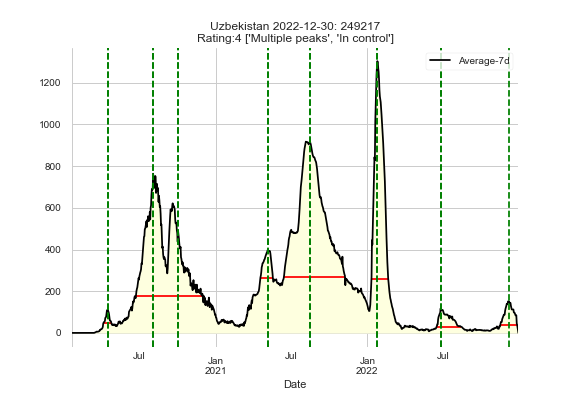 Uzbekistan 2022-12-30: 249217
Rating:4 ['Multiple peaks', 'In control']
Average-7d
1200
1000
800
600
400
200
0
Jul
Jan
2021
Jul
Jan
2022
Jul
Date